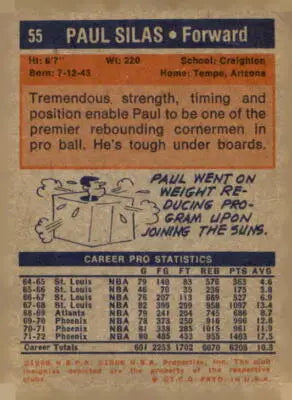 55 PAUL SILAS • Forward
Ht: 6'7" Wt: 220 School: Creighton
Born: 7-12-43 Home: Tempe, Arizona
Tremendous strength, timing and
position enable Paul to be one of the
premier rebounding cornermen in
pro ball. He's tough under boards.
PAUL WENT ON
WEIGHT RE-
DUCING PRO-
GRAM UPON
JOINING THE SUNS.
CAREER PRO STATISTICS
G FG FT REB PTS AVG
64-65 St. Louis NBA 79 140 83 576 363 4.6
65-66 St. Louis NBA 46 70 35 236 175 3.8
66-67 St. Louis NBA 77 207 113 669 527 6.9
67-68 St. Louis NBA 82 399 299 958 1097 13.4
68-69 Atlanta NBA 79 241 204 745 686 8.7
69-70 Phoenix NBA 78 373 250 916 996 12.8
70-71 Phoenix NBA 81 338 285 1015 961 11.9
71-72 Phoenix NBA 80 485 433 955 1403 17.5
Career Totals 2253 1702 6070 6208 10.3